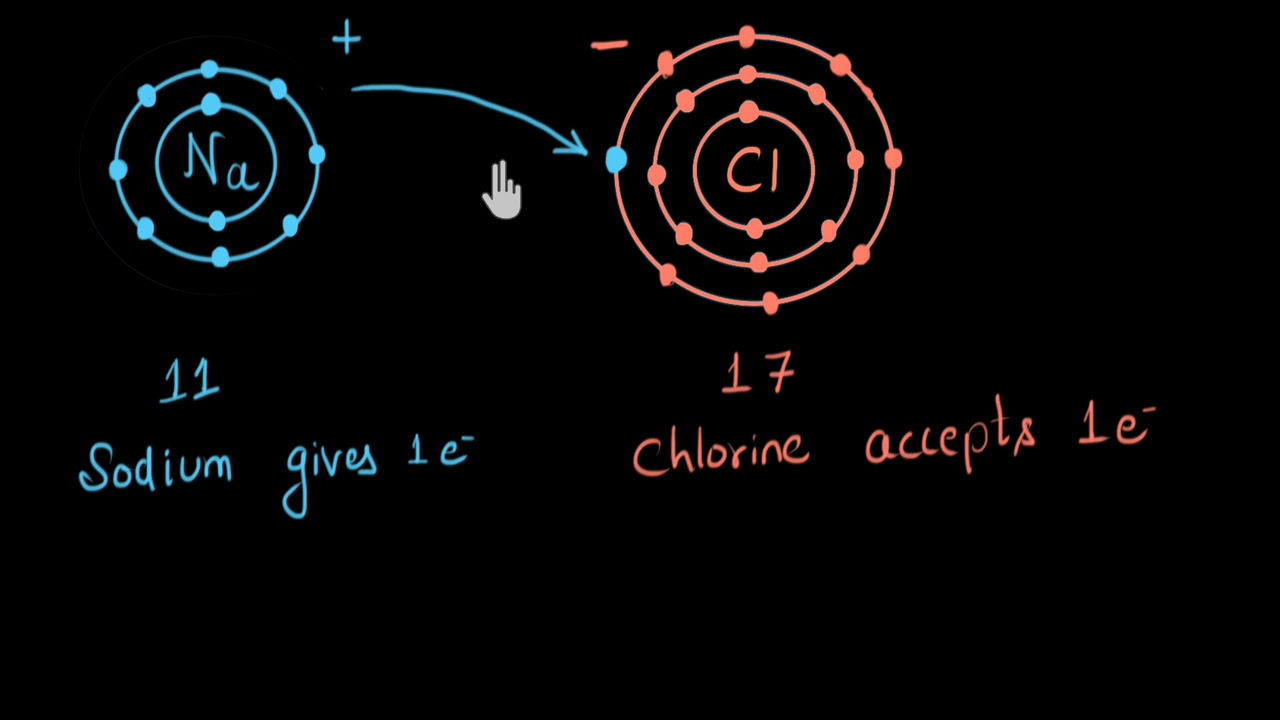 + −
Na Cl
11 17
Sodium gives 1e⁻ Chlorine accepts 1e⁻